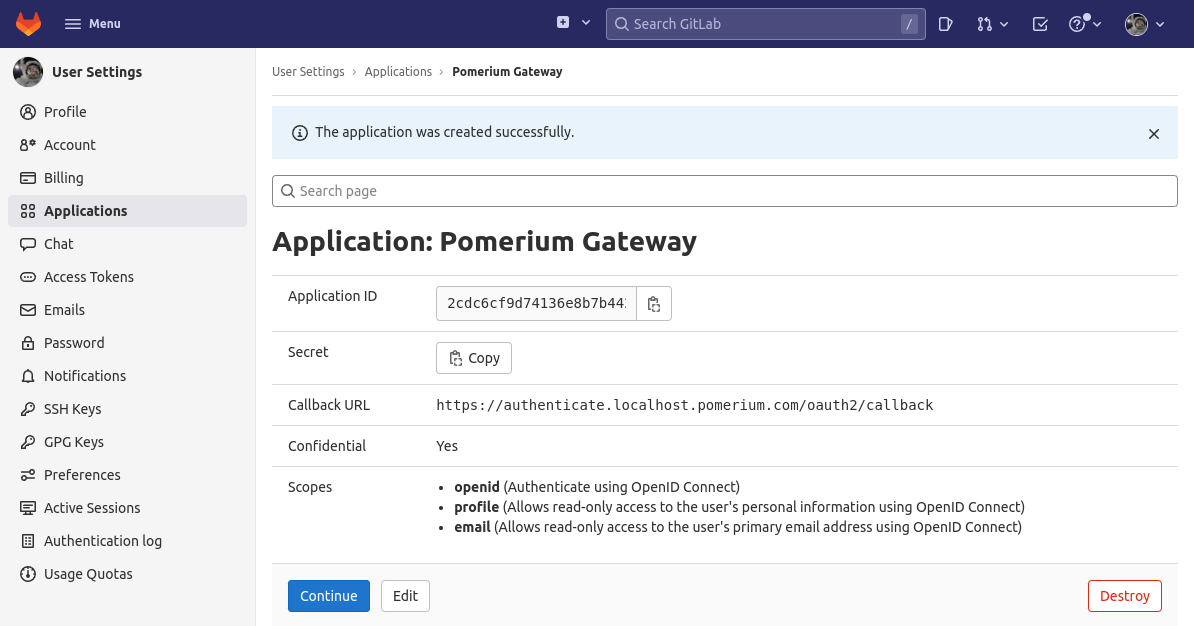 Menu
Search GitLab
/
User Settings
Profile
Account
Billing
Applications
Chat
Access Tokens
Emails
Password
Notifications
SSH Keys
GPG Keys
Preferences
Active Sessions
Authentication log
Usage Quotas
User Settings › Applications › Pomerium Gateway
The application was created successfully.
Search page
Application: Pomerium Gateway
Application ID
2cdc6cf9d74136e8b7b44
Secret
Copy
Callback URL
https://authenticate.localhost.pomerium.com/oauth2/callback
Confidential
Yes
Scopes
• openid (Authenticate using OpenID Connect)
• profile (Allows read-only access to the user's personal information using OpenID Connect)
• email (Allows read-only access to the user's primary email address using OpenID Connect)
Continue
Edit
Destroy